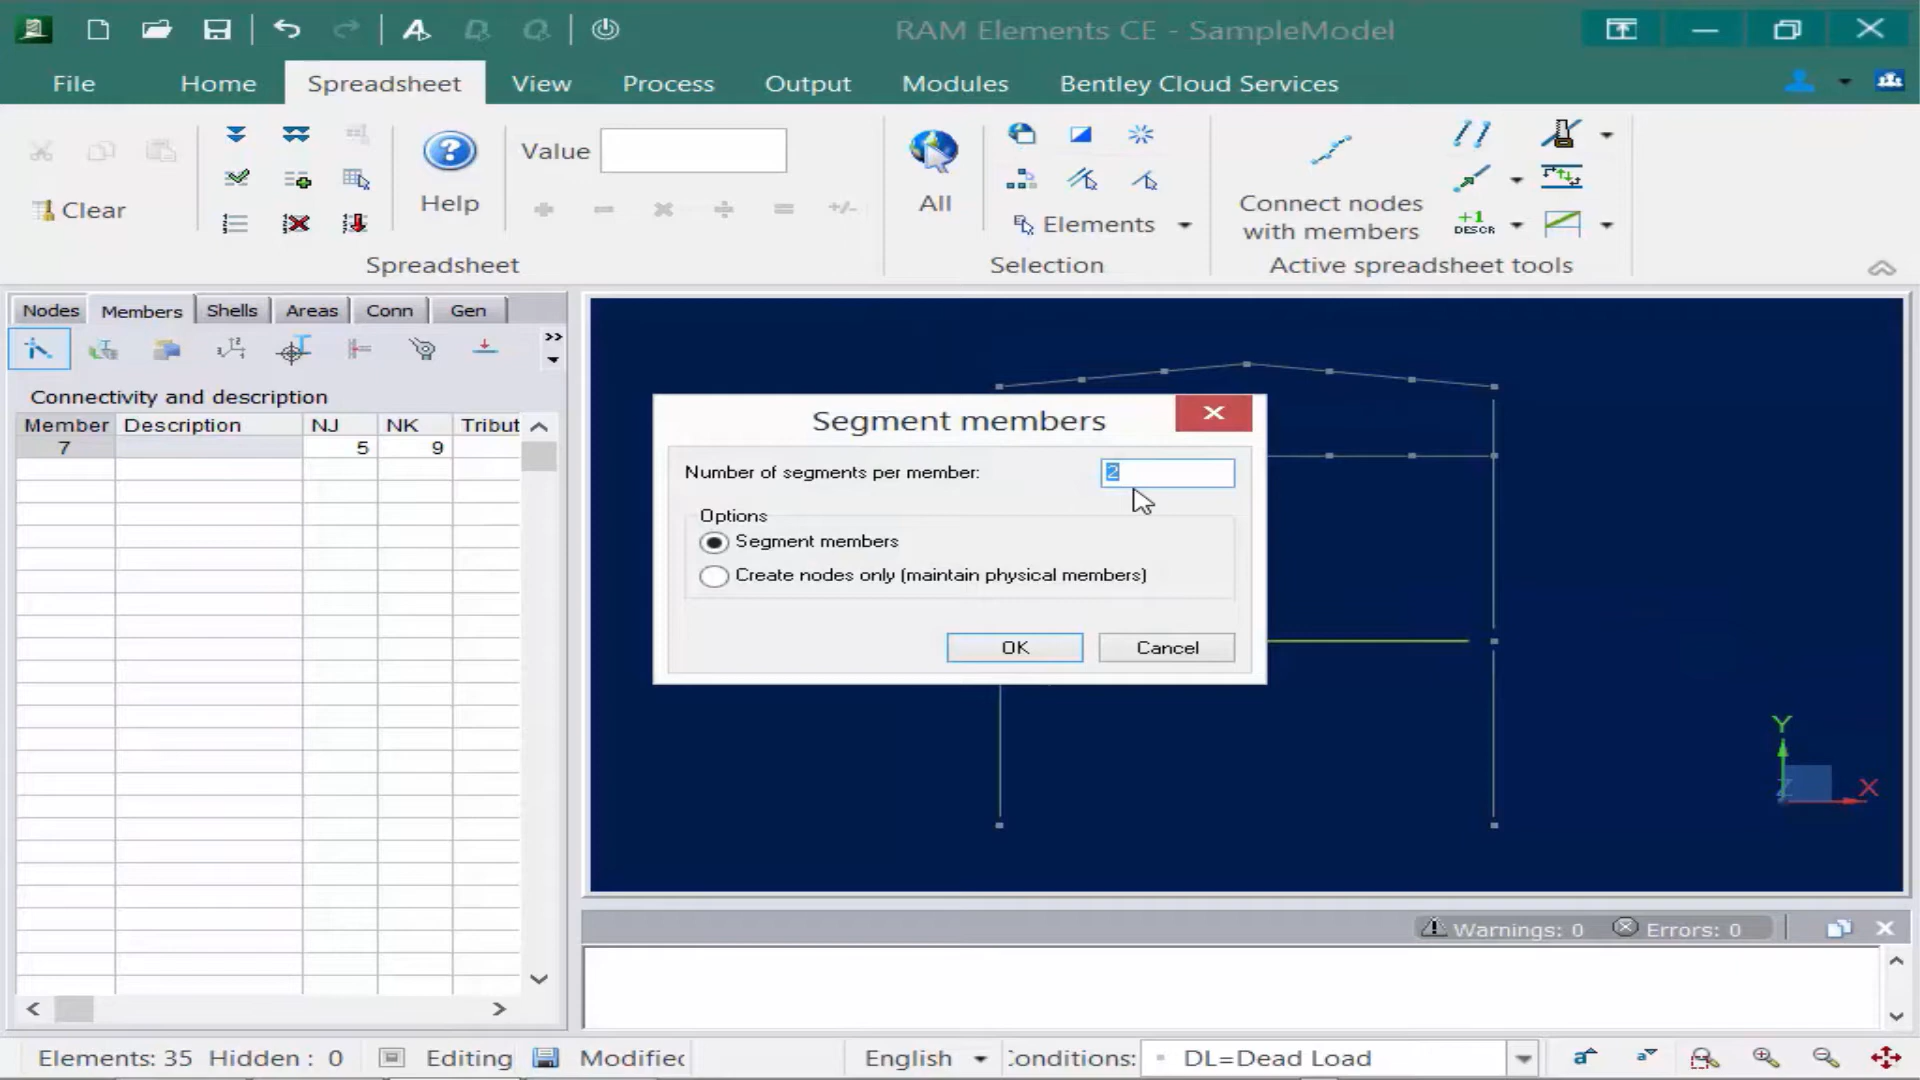 RAM Elements CE - SampleModel
File Home Spreadsheet View Process Output Modules Bentley Cloud Services
Clear
Help
Value
All
Elements
Connect nodes
with members
+1
DESCR
Spreadsheet Selection Active spreadsheet tools
Nodes Members Shells Areas Conn Gen
Connectivity and description
Member Description NJ NK Tribut
7 5 9
Segment members
Number of segments per member: 2
Options
Segment members
Create nodes only (maintain physical members)
OK Cancel
Y
Z X
Warnings: 0 Errors: 0
Elements: 35 Hidden : 0 Editing Modified English Conditions: DL=Dead Load